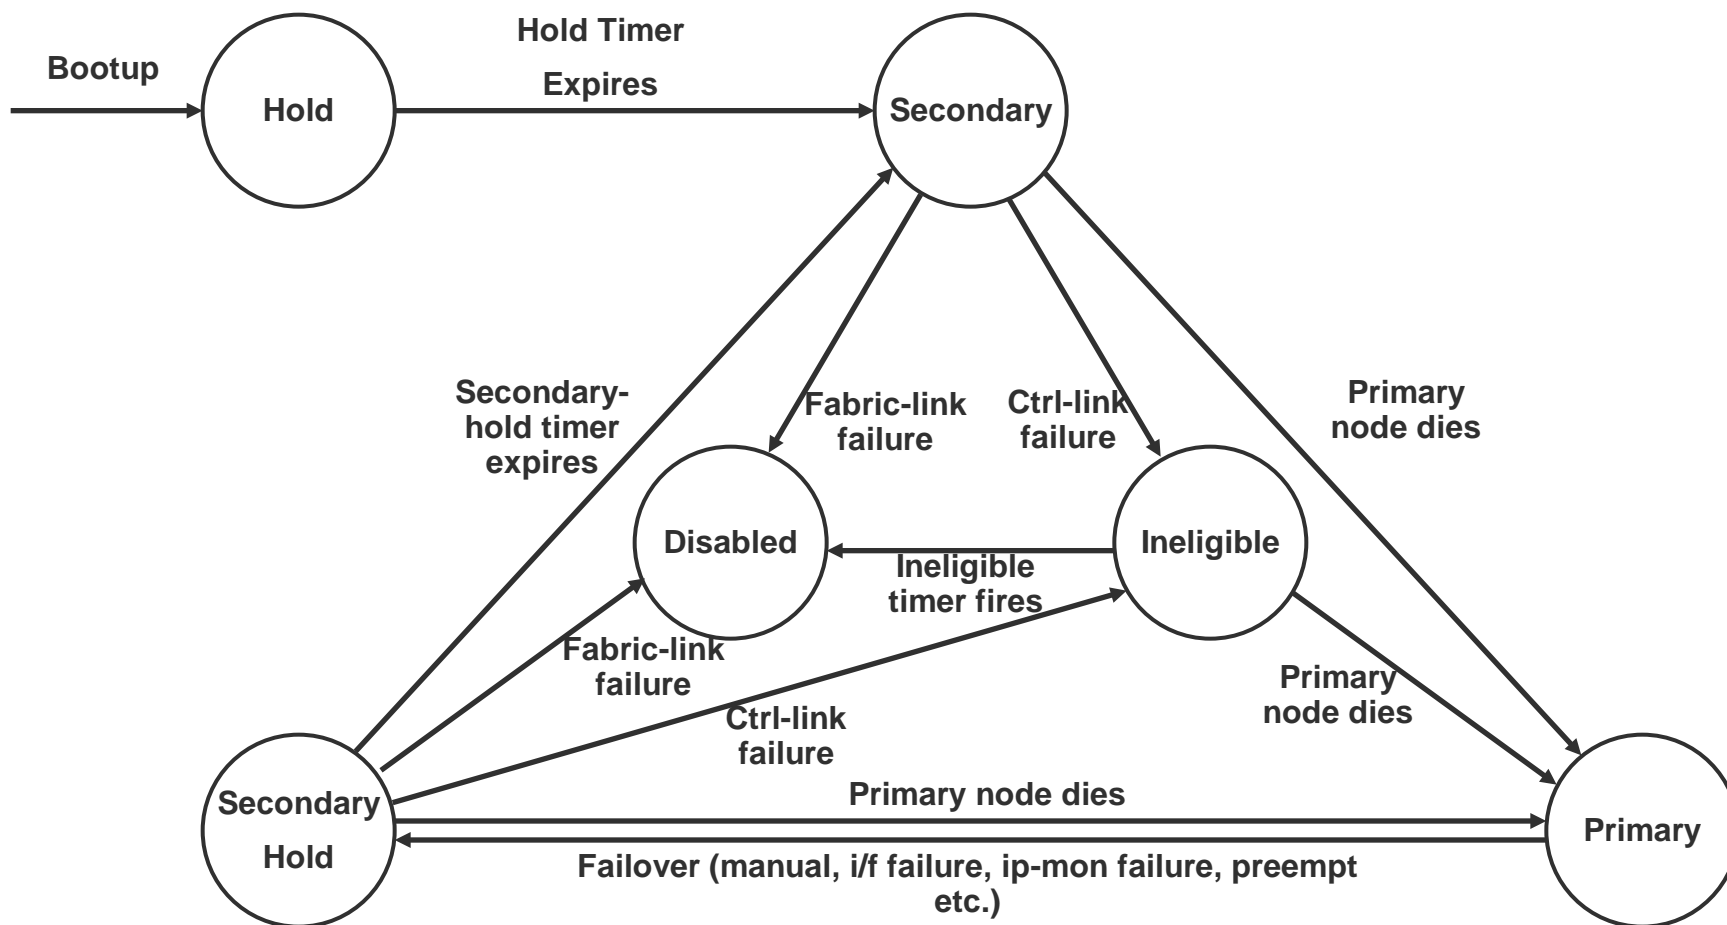 Hold Timer
Bootup
Expires
Hold
Secondary
Secondary-
hold timer
expires
Fabric-link
failure
Ctrl-link
failure
Primary
node dies
Disabled
Ineligible
Ineligible
timer fires
Fabric-link
failure
Ctrl-link
failure
Primary
node dies
Secondary
Hold
Primary node dies
Primary
Failover (manual, i/f failure, ip-mon failure, preempt
etc.)